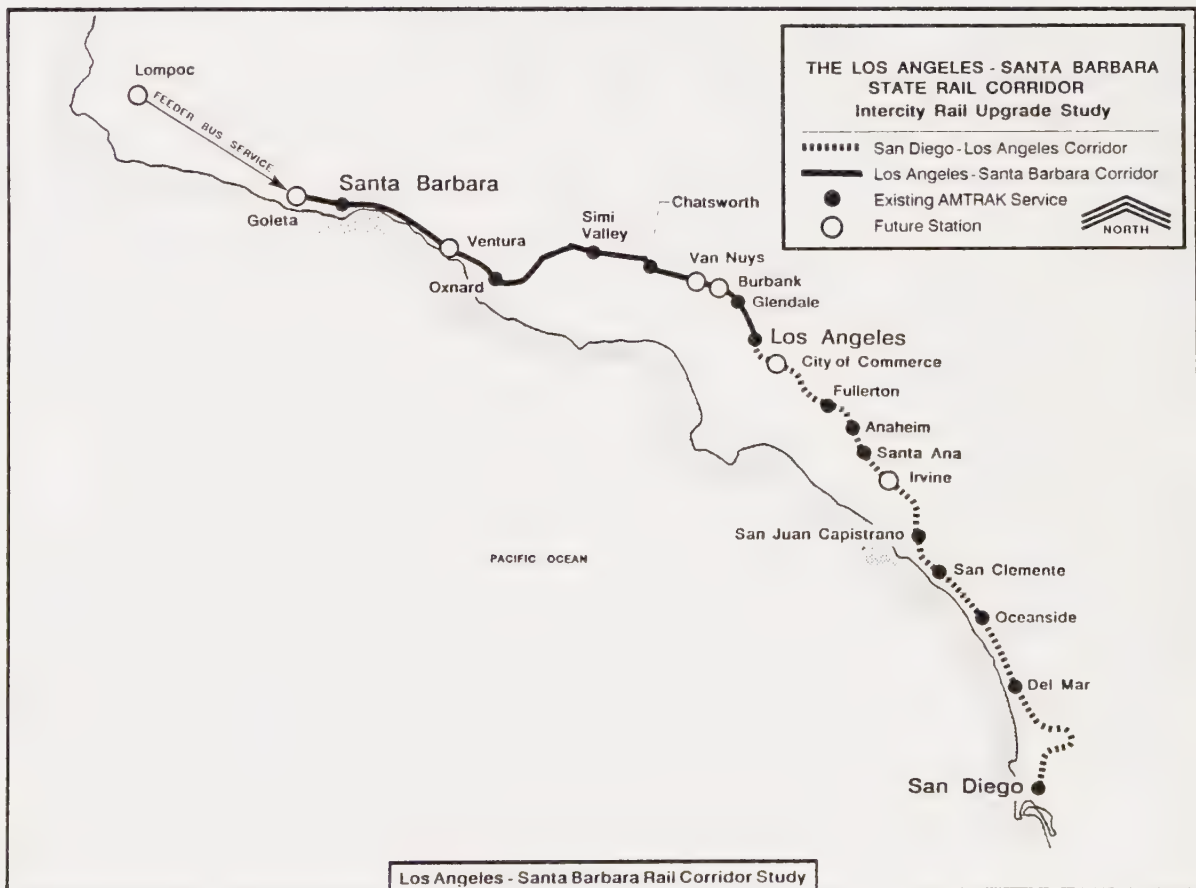 THE LOS ANGELES - SANTA BARBARA
STATE RAIL CORRIDOR
Intercity Rail Upgrade Study
San Diego - Los Angeles Corridor
Los Angeles - Santa Barbara Corridor
Existing AMTRAK Service
Future Station
NORTH
Lompoc
FEEDER BUS SERVICE
Santa Barbara
Goleta
Ventura
Oxnard
Simi
Valley
Chatsworth
Van Nuys
Burbank
Glendale
Los Angeles
City of Commerce
Fullerton
Anaheim
Santa Ana
Irvine
San Juan Capistrano
PACIFIC OCEAN
San Clemente
Oceanside
Del Mar
San Diego
Los Angeles - Santa Barbara Rail Corridor Study